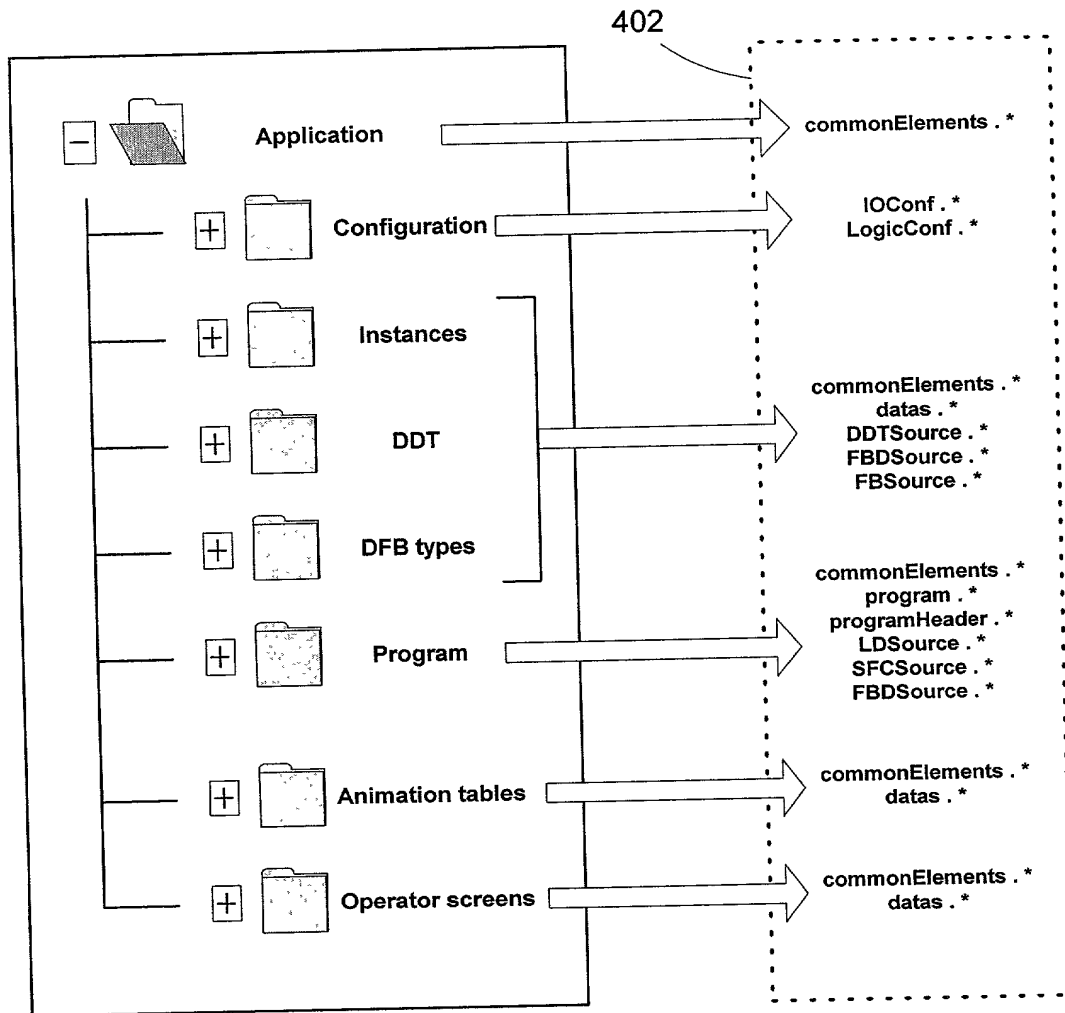 402
Application
commonElements . *
Configuration
IOConf . *
LogicConf . *
Instances
DDT
DFB types
commonElements . *
datas . *
DDTSource . *
FBDSource . *
FBSource . *
Program
commonElements . *
program . *
programHeader . *
LDSource . *
SFCSource . *
FBDSource . *
Animation tables
commonElements . *
datas . *
Operator screens
commonElements . *
datas . *